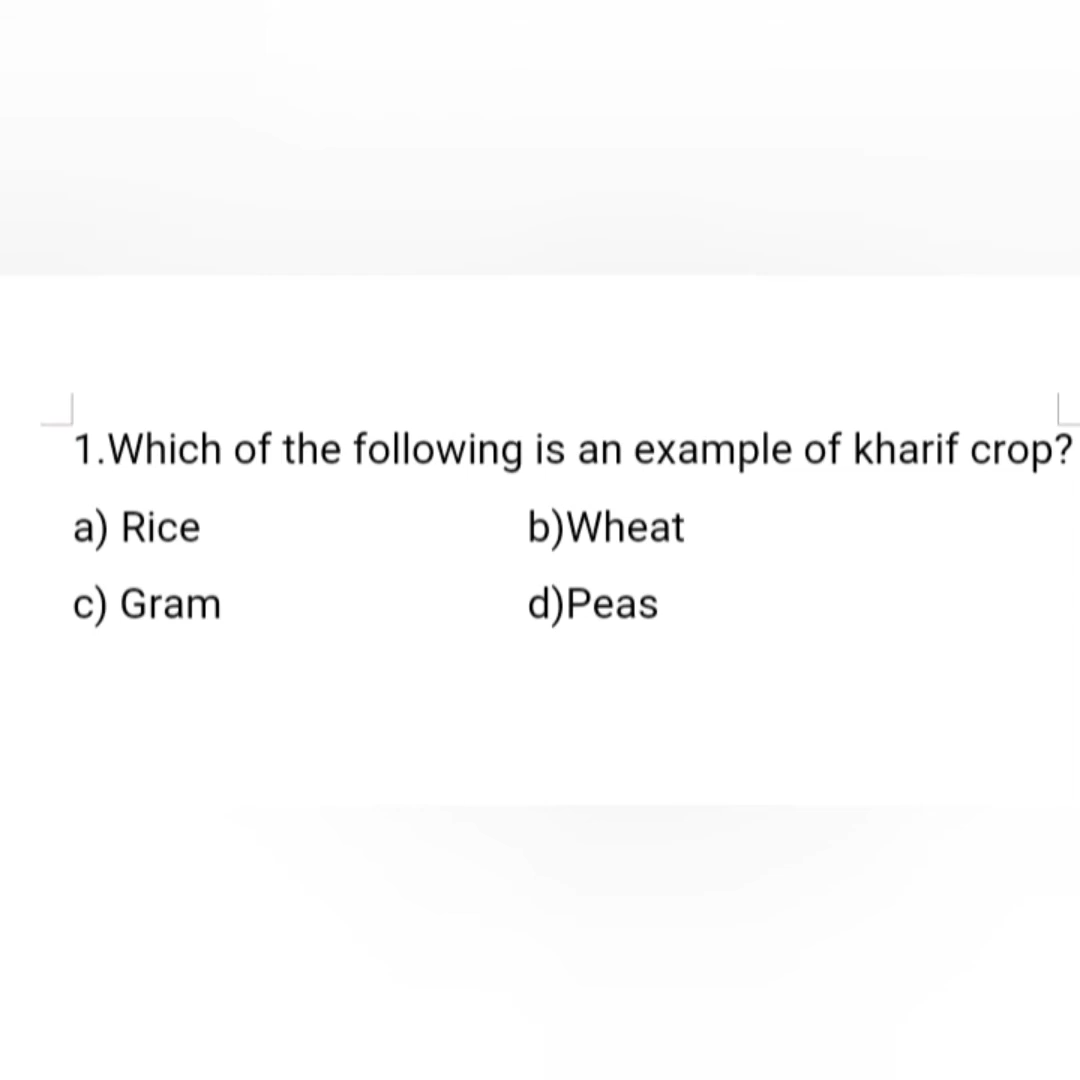 1.Which of the following is an example of kharif crop?
a) Rice b)Wheat
c) Gram d)Peas